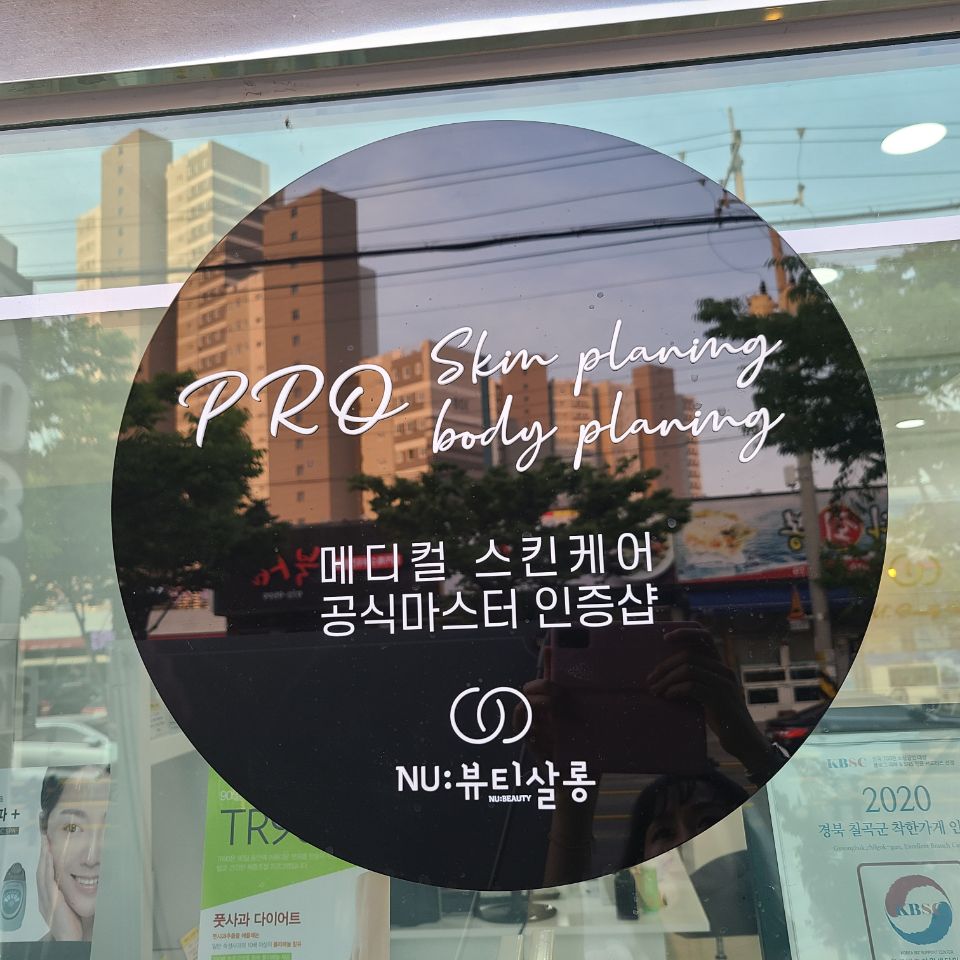 PRO
Skin planing
body planing
메디컬 스킨케어
공식마스터 인증샵
NU:뷰티살롱
NU:BEAUTY
TR9
풋사과 다이어트
KBSC
2020
경북 칠곡군 착한가게
KBSC